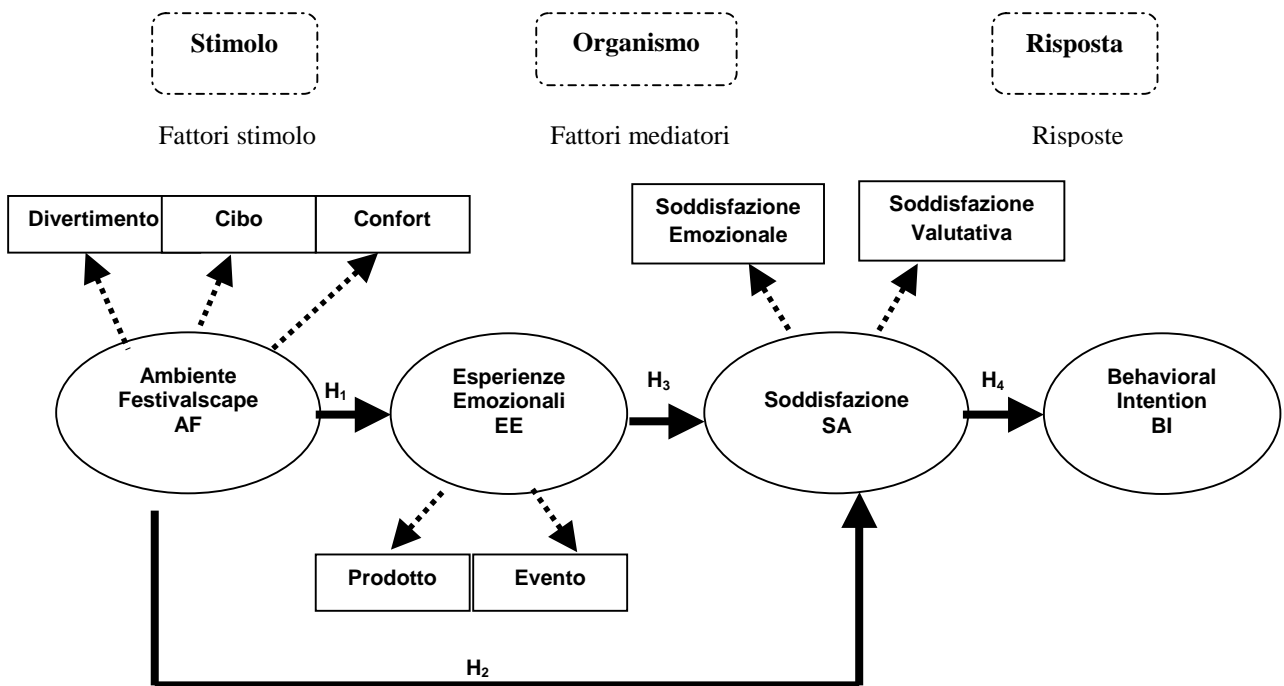 Stimolo
Organismo
Risposta
Fattori stimolo
Fattori mediatori
Risposte
Divertimento
Cibo
Confort
Soddisfazione
Emozionale
Soddisfazione
Valutativa
Ambiente
Festivalscape
AF
H1
Esperienze
Emozionali
EE
H3
Soddisfazione
SA
H4
Behavioral
Intention
BI
Prodotto
Evento
H2